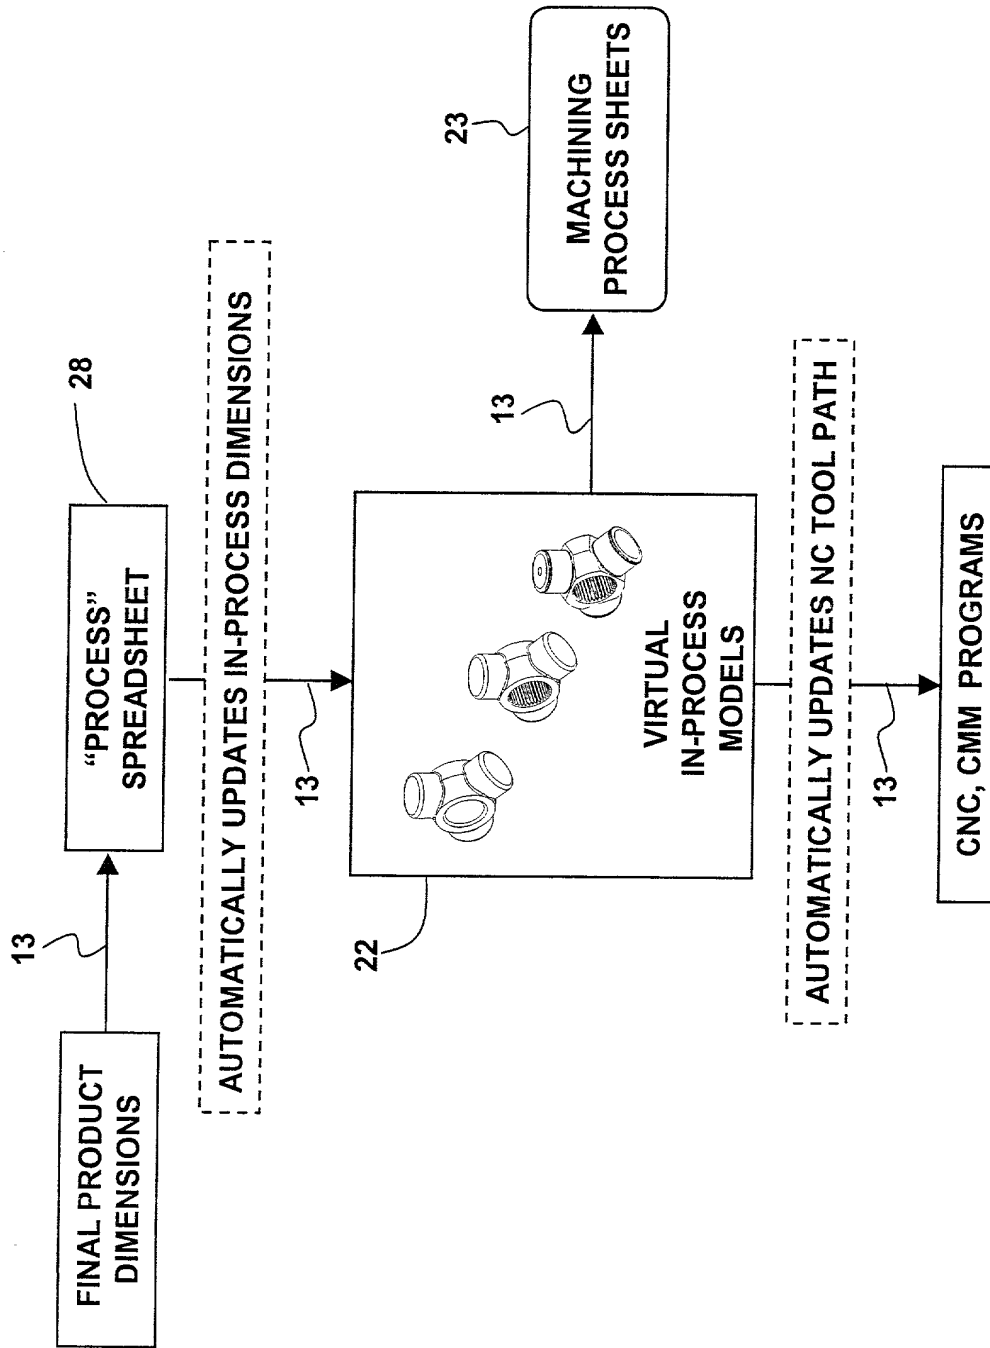 FINAL PRODUCT
DIMENSIONS
13
"PROCESS"
SPREADSHEET
28
AUTOMATICALLY UPDATES IN-PROCESS DIMENSIONS
13
22
VIRTUAL
IN-PROCESS
MODELS
13
23
MACHINING
PROCESS SHEETS
AUTOMATICALLY UPDATES NC TOOL PATH
13
CNC, CMM PROGRAMS